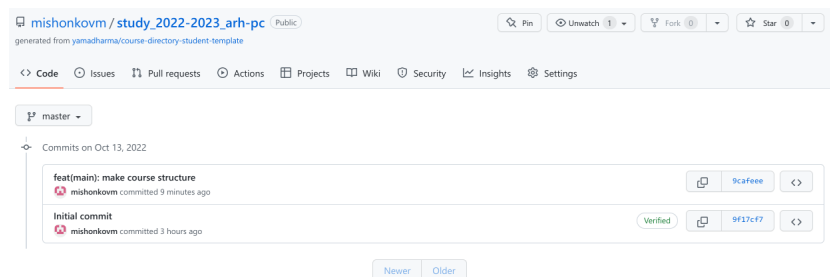 mishonkovm / study_2022-2023_arh-pc Public
Pin Unwatch 1 Fork 0 Star 0
generated from yamadharma/course-directory-student-template
<> Code Issues Pull requests Actions Projects Wiki Security Insights Settings
master
Commits on Oct 13, 2022
feat(main): make course structure
mishonkovm committed 9 minutes ago
9cafeee <>
Initial commit
mishonkovm committed 3 hours ago
Verified 9f17cf7 <>
Newer Older